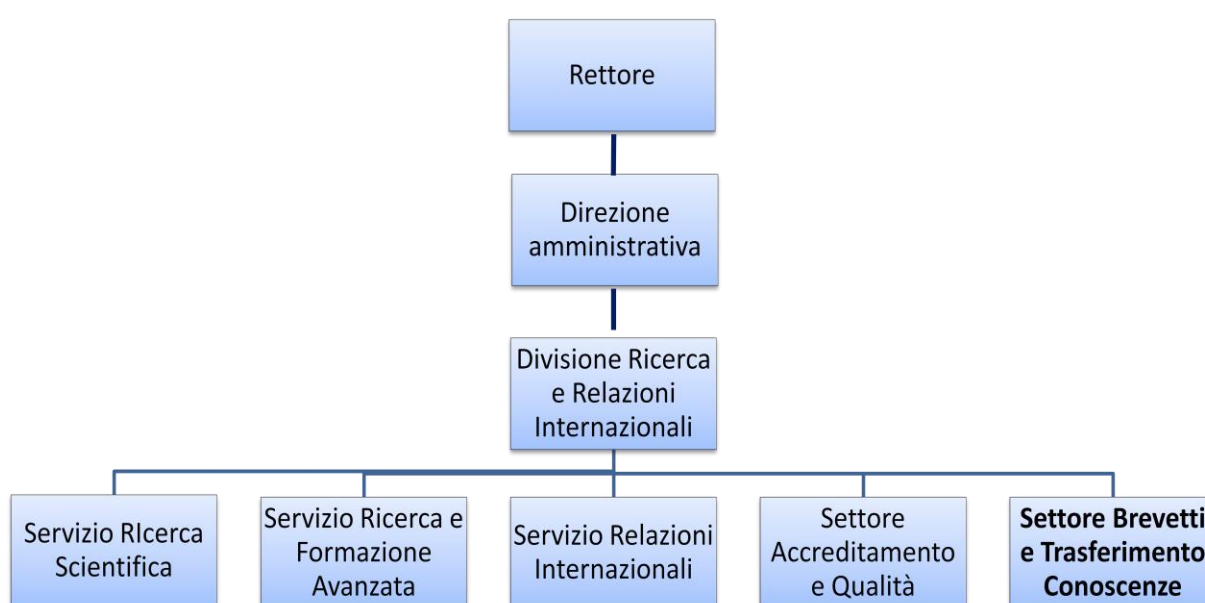 Rettore
Direzione
amministrativa
Divisione Ricerca
e Relazioni
Internazionali
Servizio RIcerca
Scientifica
Servizio Ricerca e
Formazione
Avanzata
Servizio Relazioni
Internazionali
Settore
Accreditamento
e Qualità
Settore Brevetti
e Trasferimento
Conoscenze